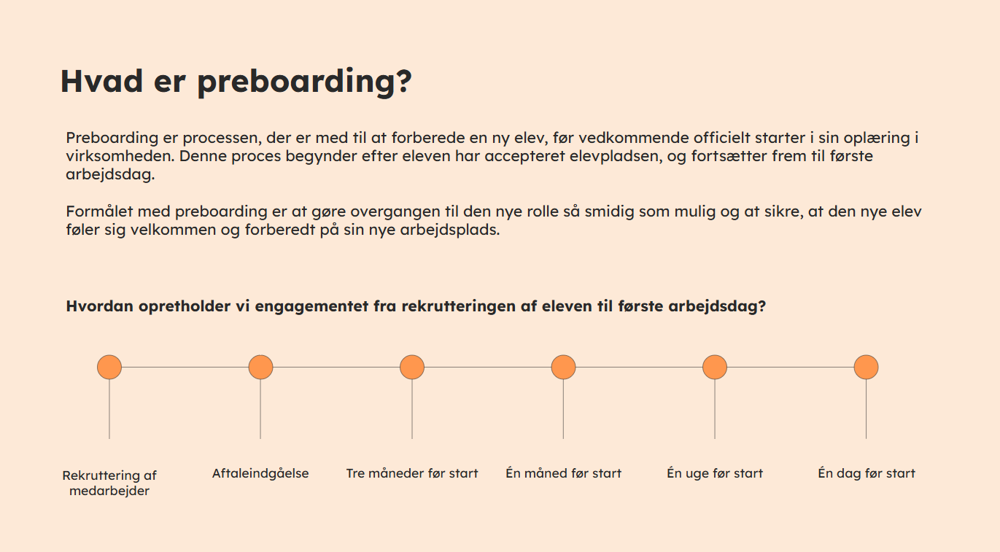 Hvad er preboarding?
Preboarding er processen, der er med til at forberede en ny elev, før vedkommende officielt starter i sin oplæring i
virksomheden. Denne proces begynder efter eleven har accepteret elevpladsen, og fortsætter frem til første
arbejdsdag.
Formålet med preboarding er at gøre overgangen til den nye rolle så smidig som mulig og at sikre, at den nye elev
føler sig velkommen og forberedt på sin nye arbejdsplads.
Hvordan opretholder vi engagementet fra rekrutteringen af eleven til første arbejdsdag?
Rekruttering af
medarbejder
Aftaleindgåelse
Tre måneder før start
Én måned før start
Én uge før start
Én dag før start